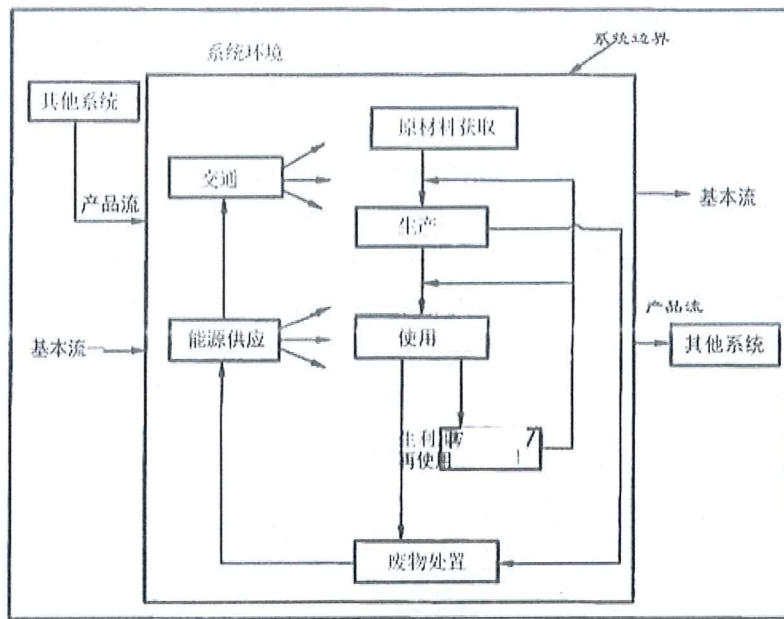 系统环境
系统边界
其他系统
原材料获取
交通
产品流
基本流
生产
产品流
能源供应
使用
基本流
其他系统
再使用
废物处置